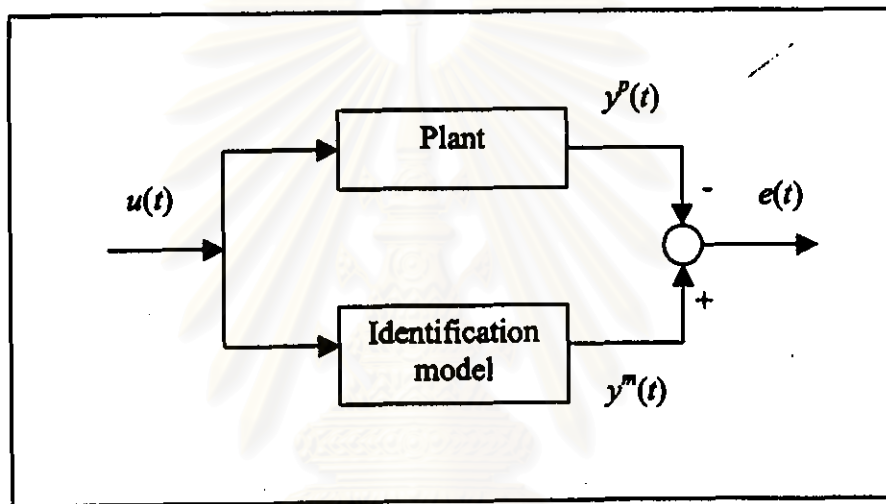 y^p(t)
Plant
-
u(t)
e(t)
+
Identification
model
y^m(t)